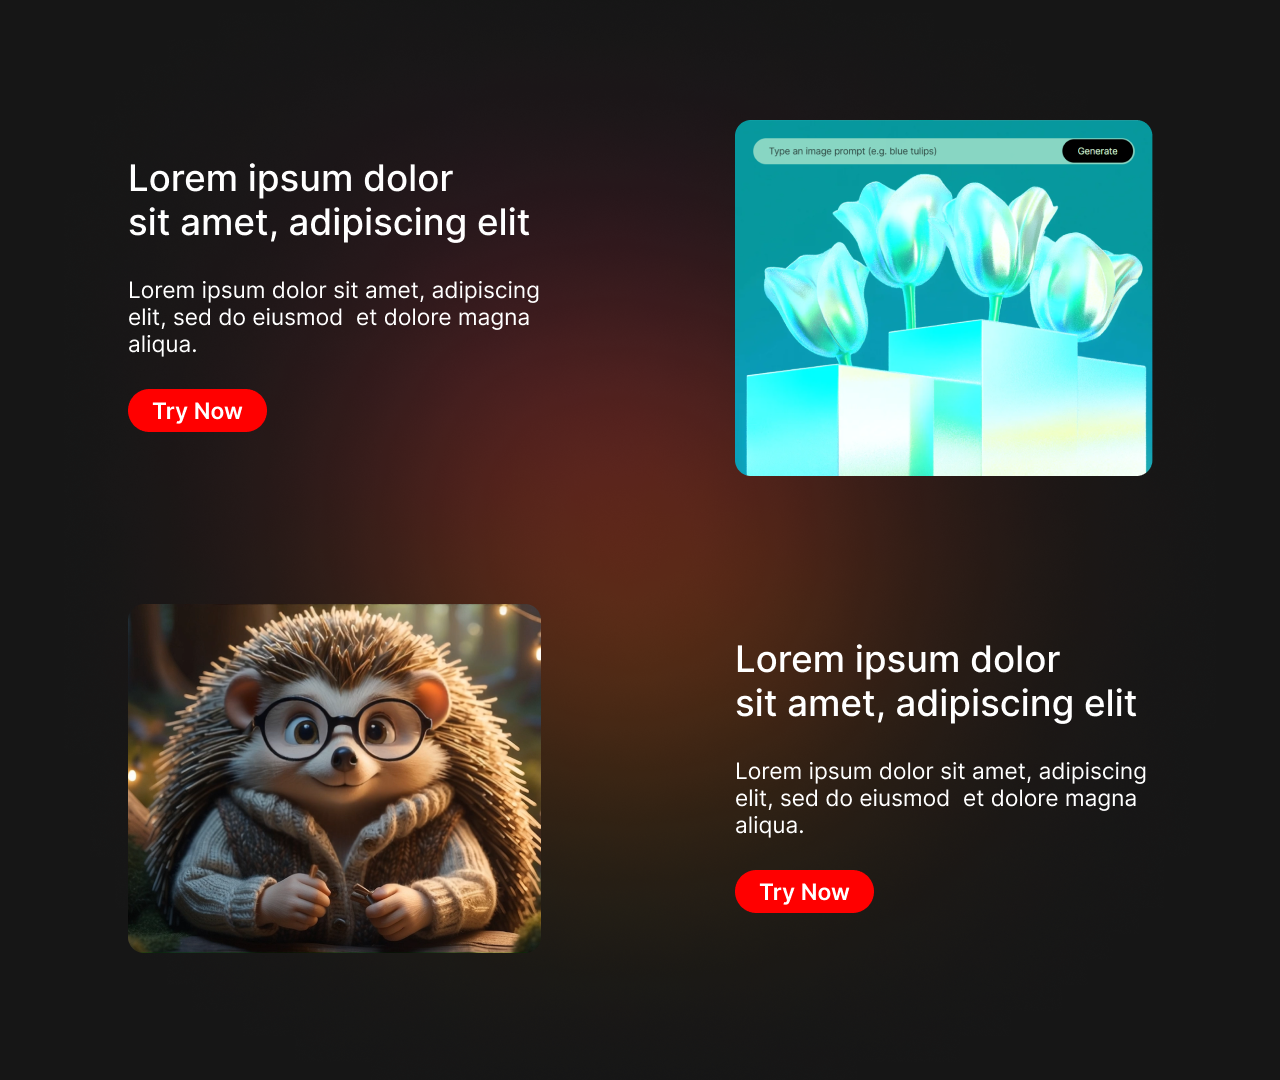 Lorem ipsum dolor
sit amet, adipiscing elit
Lorem ipsum dolor sit amet, adipiscing
elit, sed do eiusmod  et dolore magna
aliqua.
Try Now
Type an image prompt (e.g. blue tulips)
Generate
Lorem ipsum dolor
sit amet, adipiscing elit
Lorem ipsum dolor sit amet, adipiscing
elit, sed do eiusmod  et dolore magna
aliqua.
Try Now